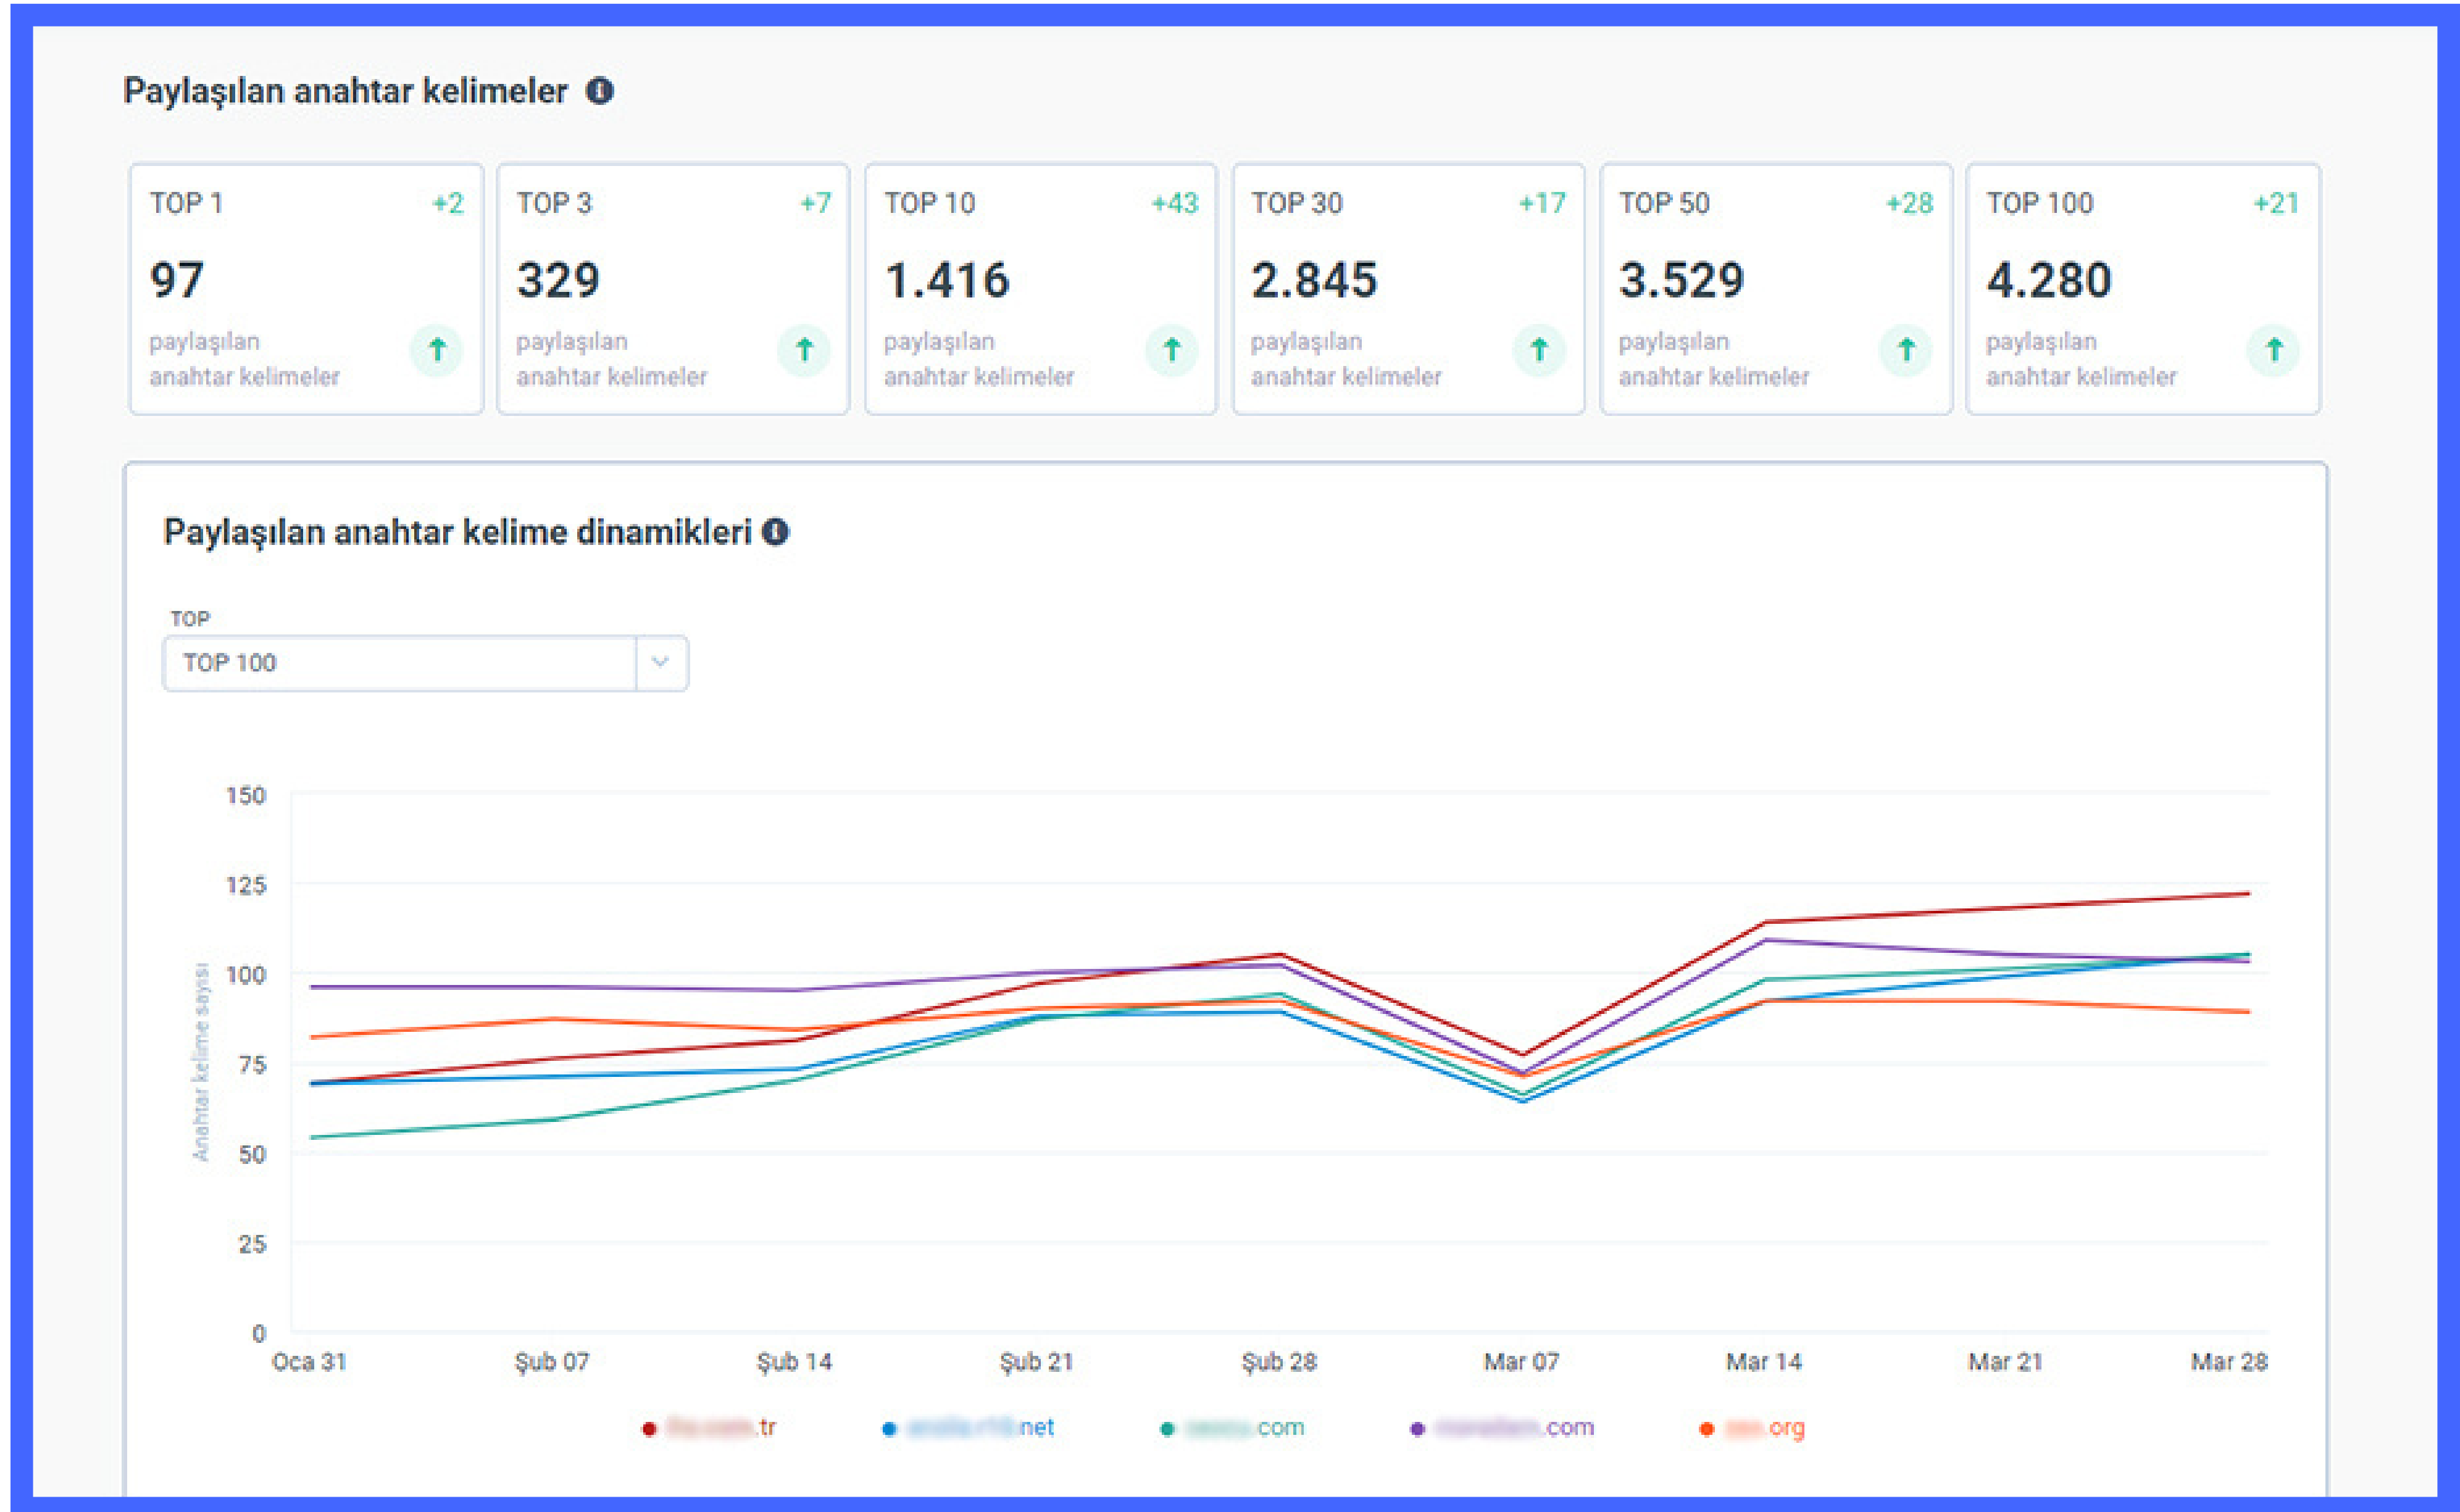 Paylaşılan anahtar kelimeler
TOP 1 +2
97
paylaşılan
anahtar kelimeler
TOP 3 +7
329
paylaşılan
anahtar kelimeler
TOP 10 +43
1.416
paylaşılan
anahtar kelimeler
TOP 30 +17
2.845
paylaşılan
anahtar kelimeler
TOP 50 +28
3.529
paylaşılan
anahtar kelimeler
TOP 100 +21
4.280
paylaşılan
anahtar kelimeler
Paylaşılan anahtar kelime dinamikleri
TOP
TOP 100
Anahtar kelime sayısı
150
125
100
75
50
25
0
Oca 31 Şub 07 Şub 14 Şub 21 Şub 28 Mar 07 Mar 14 Mar 21 Mar 28
.tr net .com .com .org